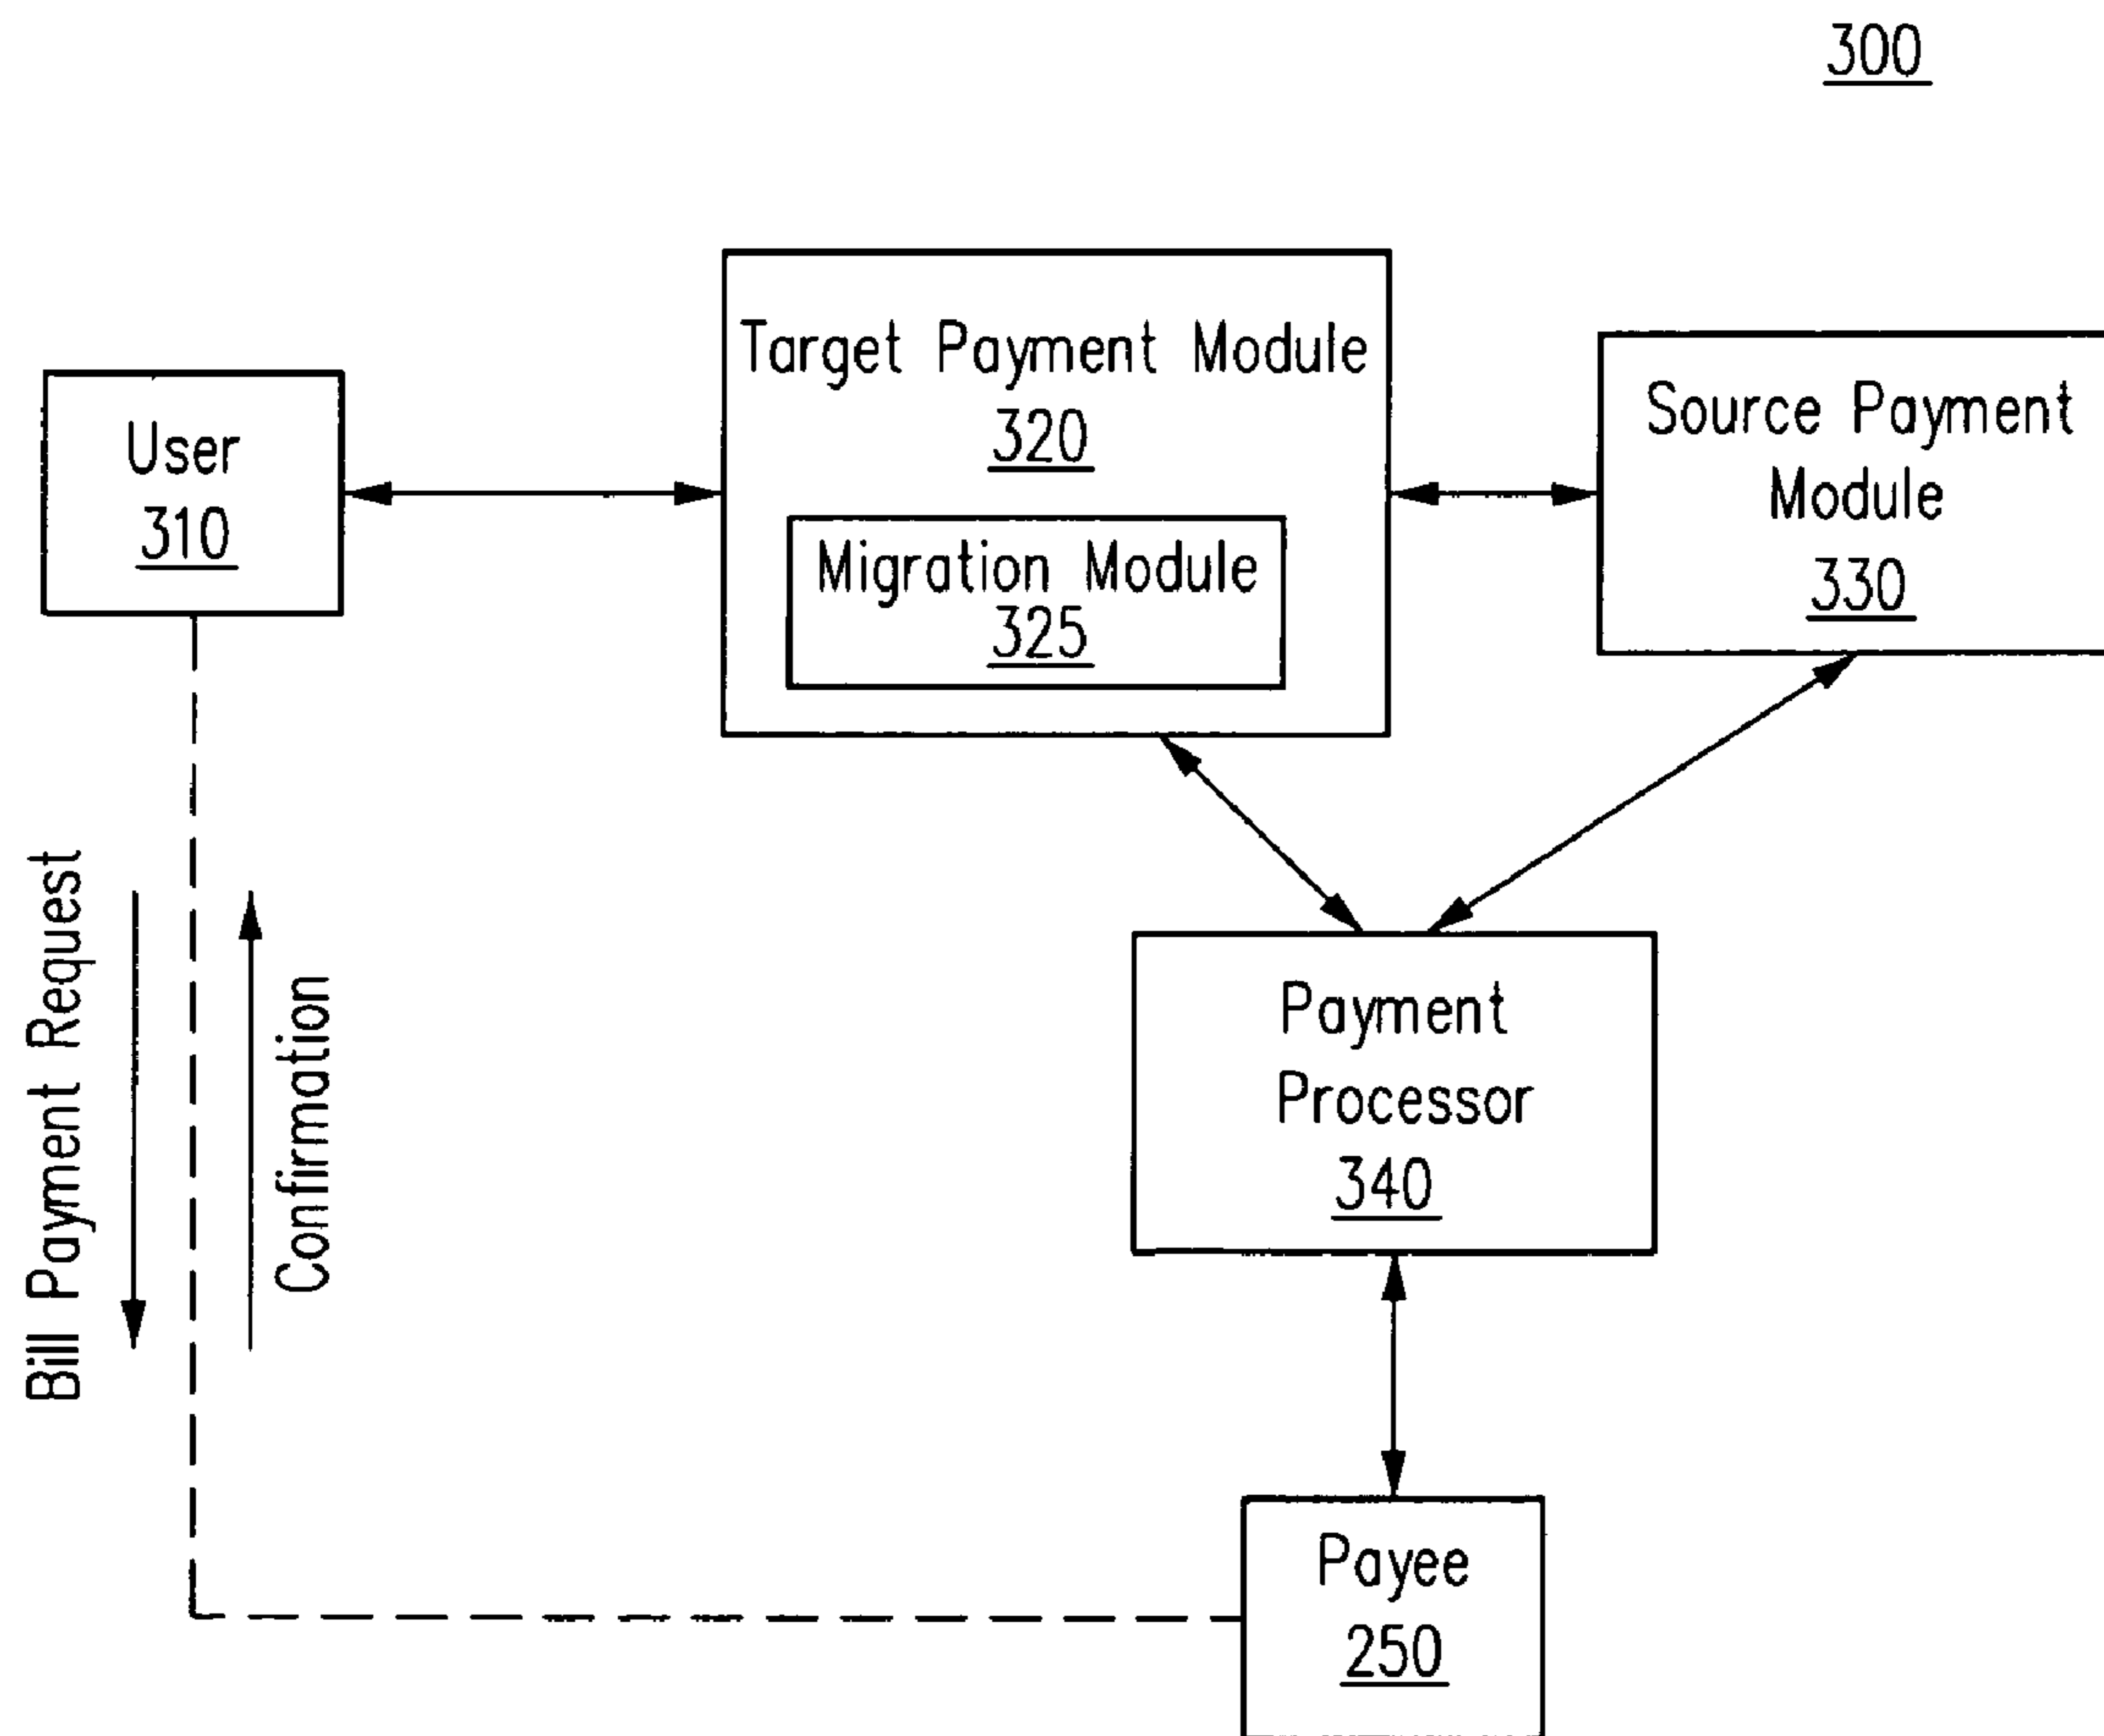 300
Target Payment Module
320
Migration Module
325
User
310
Source Payment
Module
330
Bill Payment Request
Confirmation
Payment
Processor
340
Payee
250